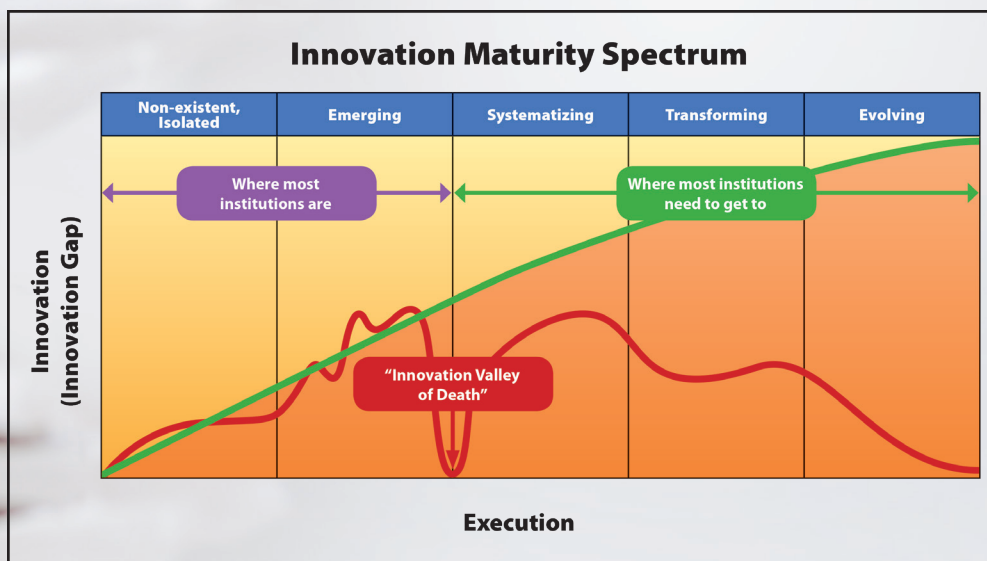 Innovation Maturity Spectrum
Non-existent,
Isolated
Emerging
Systematizing
Transforming
Evolving
Where most
institutions are
Where most institutions
need to get to
Innovation
(Innovation Gap)
“Innovation Valley
of Death”
Execution